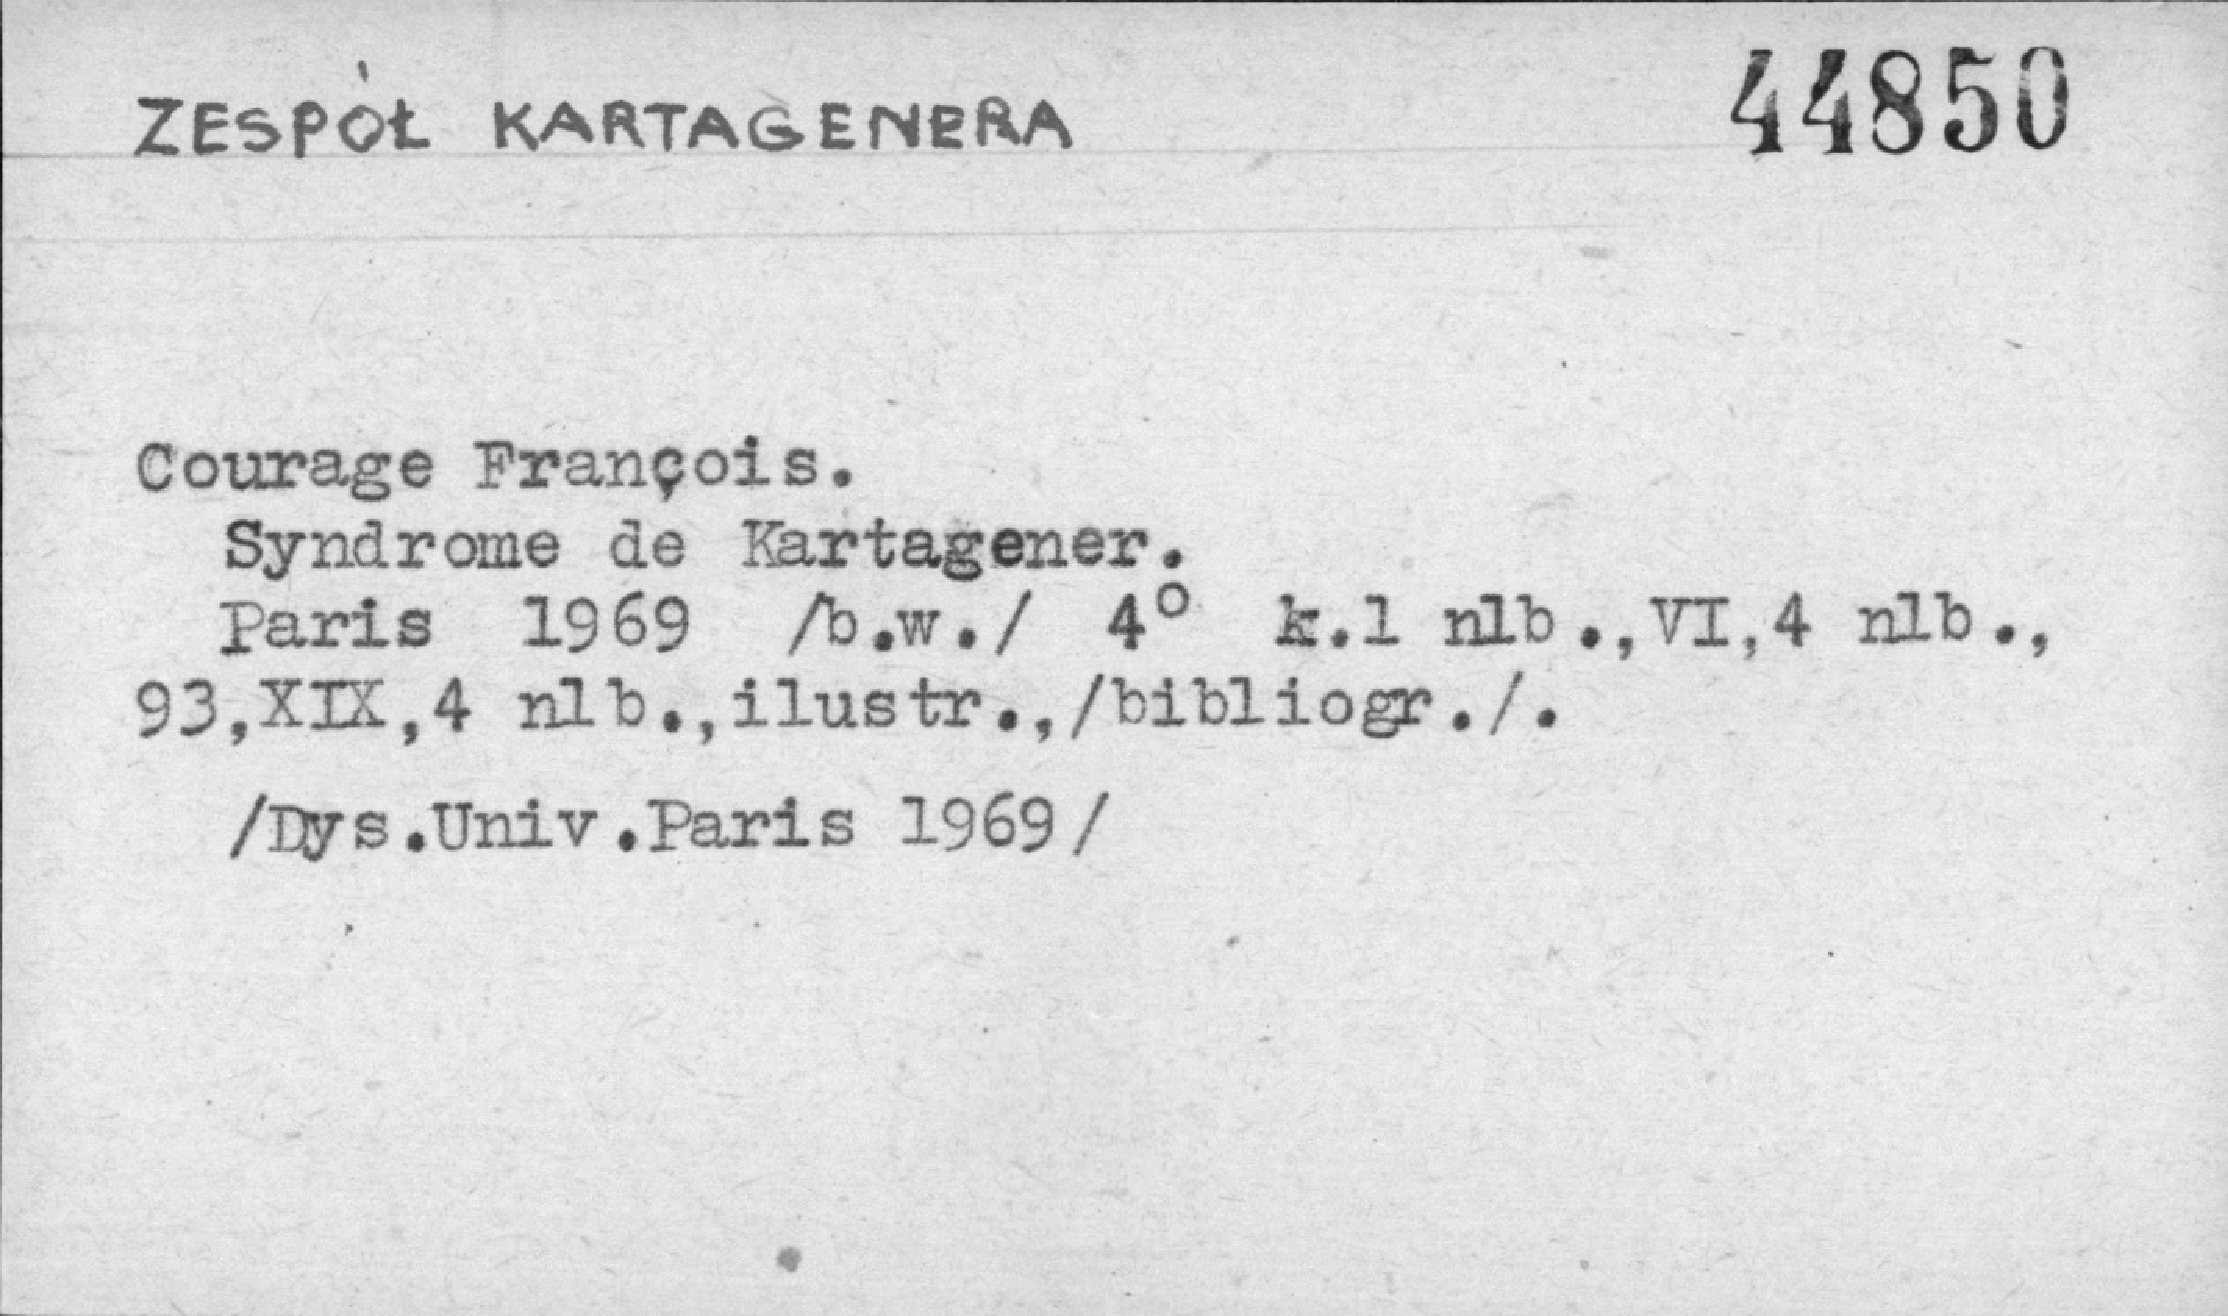 ZESPÓŁ KARTAGENERA 44850
Courage François.
Syndrome de Kartagener.
Paris 1969 /b.w./ 4° k.1 nlb.,VI,4 nlb.,
93,XIX,4 nlb.,ilustr.,/bibliogr./.
/Dys.Univ.Paris 1969/